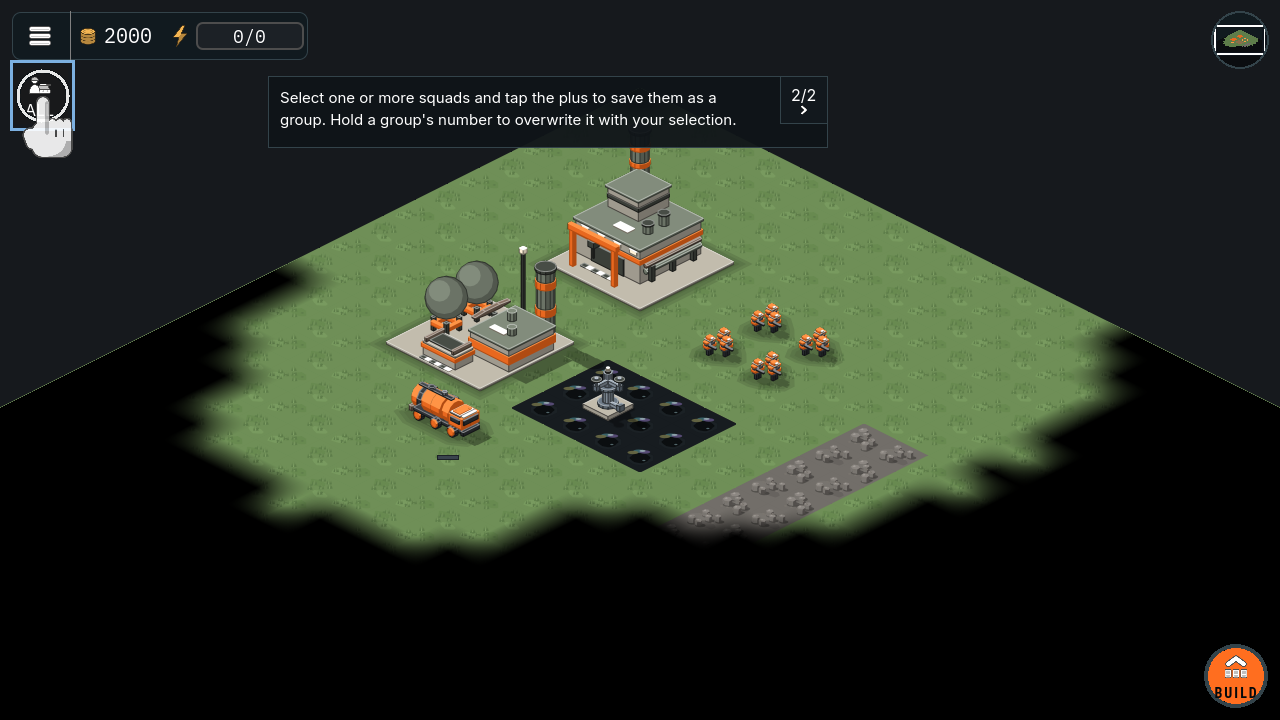 2000
0/0
Select one or more squads and tap the plus to save them as a
group. Hold a group's number to overwrite it with your selection.
2/2
BUILD